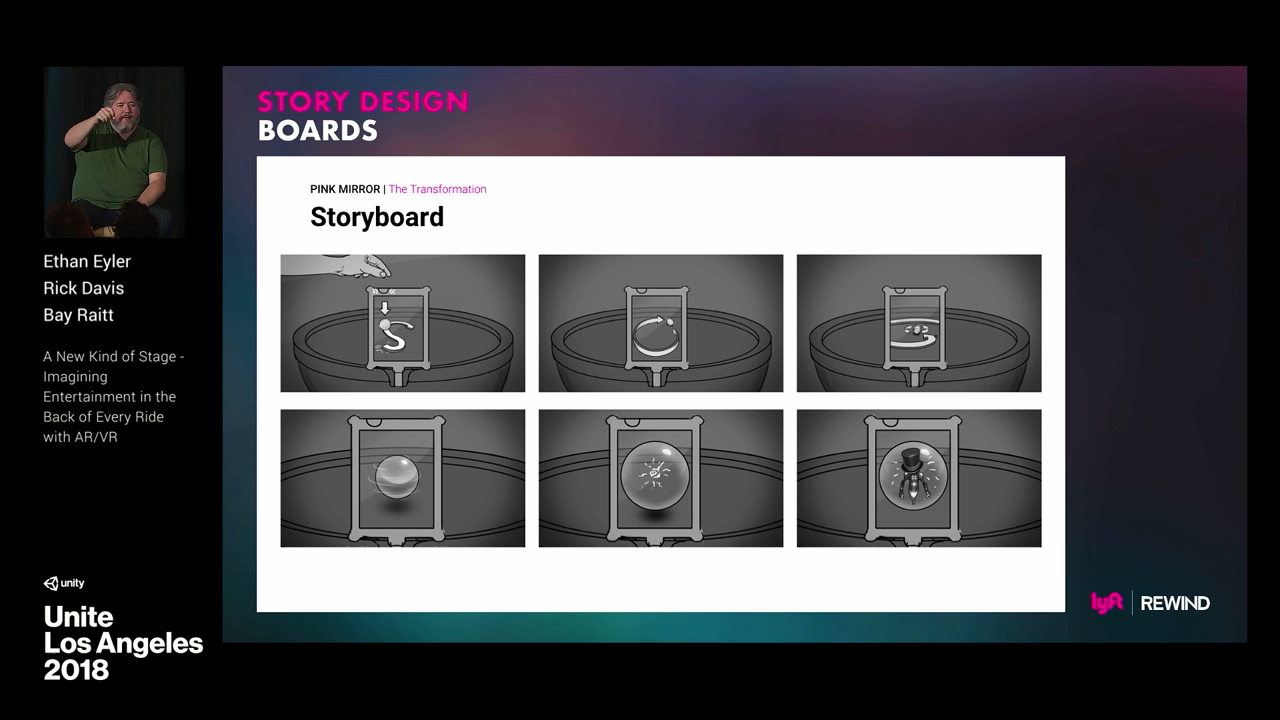 STORY DESIGN
BOARDS
PINK MIRROR | The Transformation
Storyboard
Ethan Eyler
Rick Davis
Bay Raitt
A New Kind of Stage -
Imagining
Entertainment in the
Back of Every Ride
with AR/VR
unity
Unite
Los Angeles
2018
lyft | REWIND